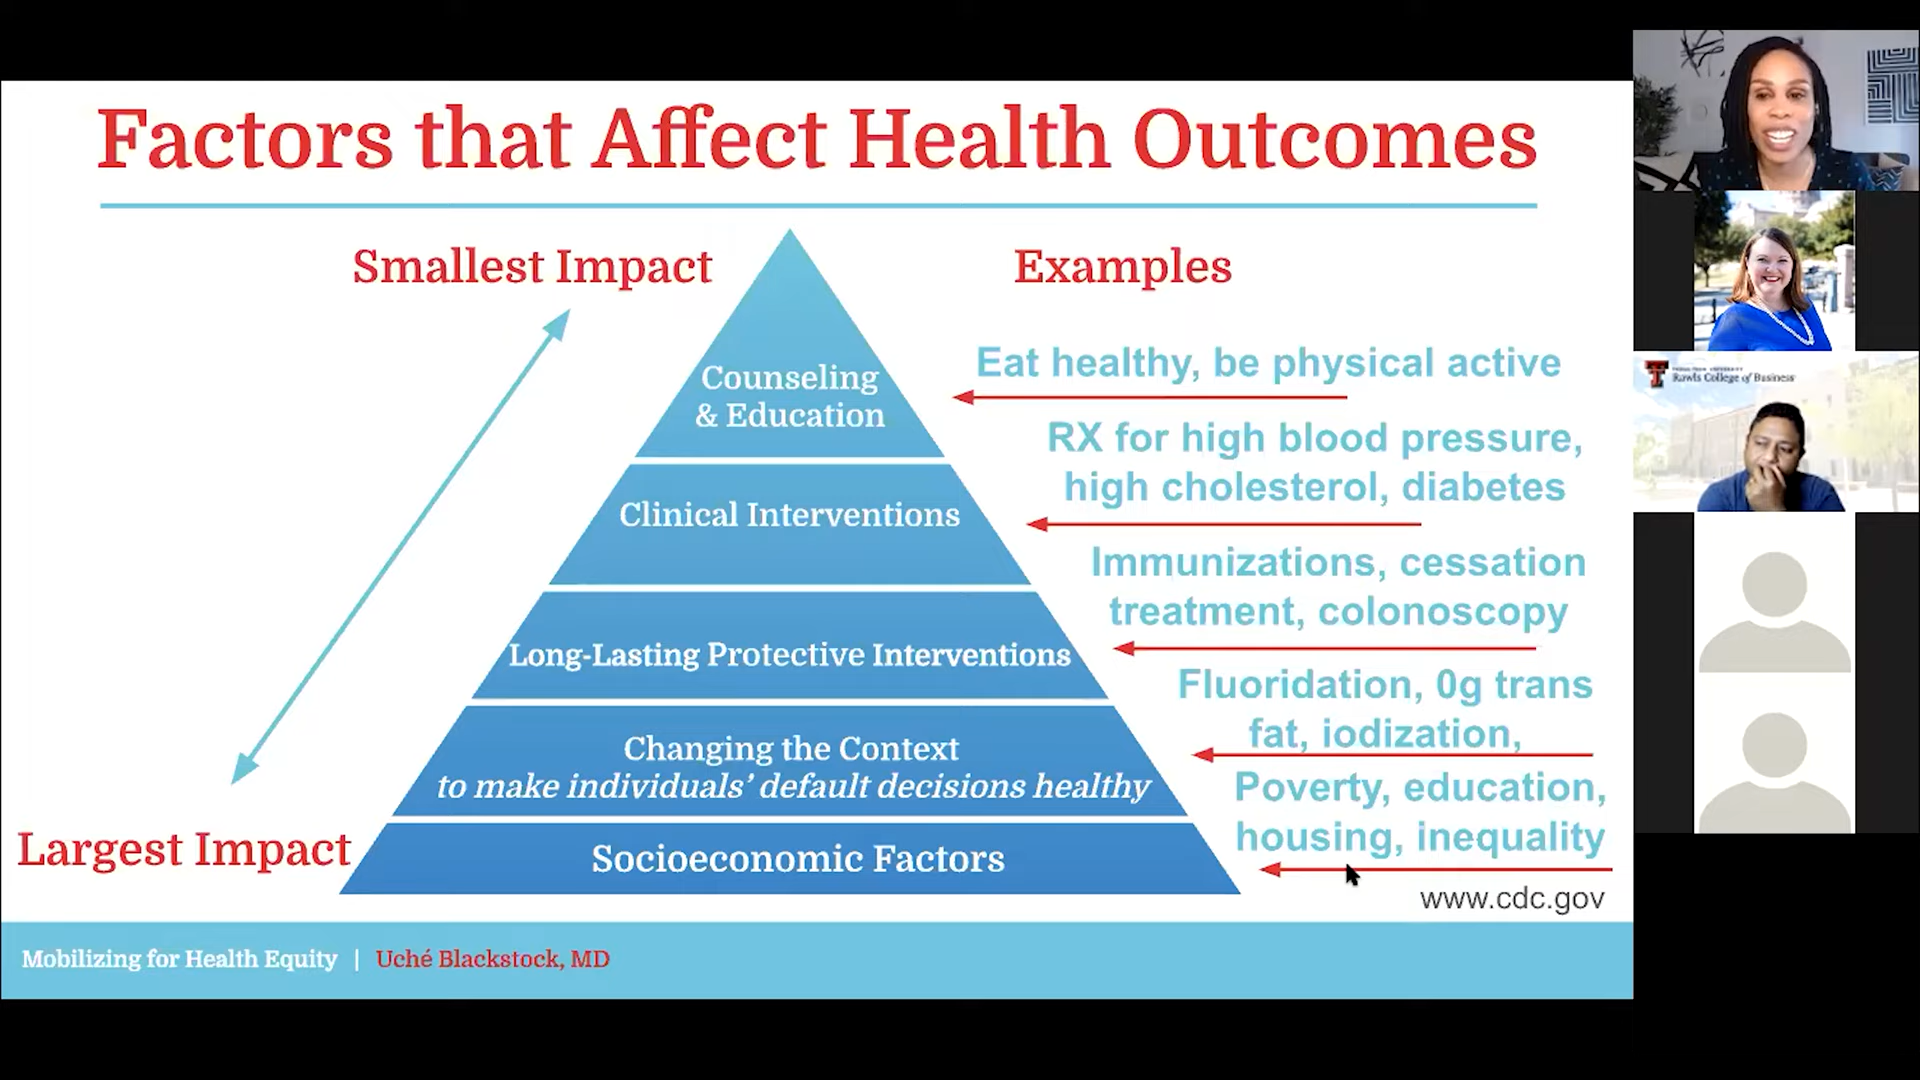 Factors that Affect Health Outcomes
Smallest Impact
Examples
Counseling
& Education
Eat healthy, be physical active
Clinical Interventions
RX for high blood pressure,
high cholesterol, diabetes
Long-Lasting Protective Interventions
Immunizations, cessation
treatment, colonoscopy
Changing the Context
to make individuals’ default decisions healthy
Fluoridation, 0g trans
fat, iodization,
Largest Impact
Socioeconomic Factors
Poverty, education,
housing, inequality
www.cdc.gov
Mobilizing for Health Equity | Uché Blackstock, MD
Rawls College of Business